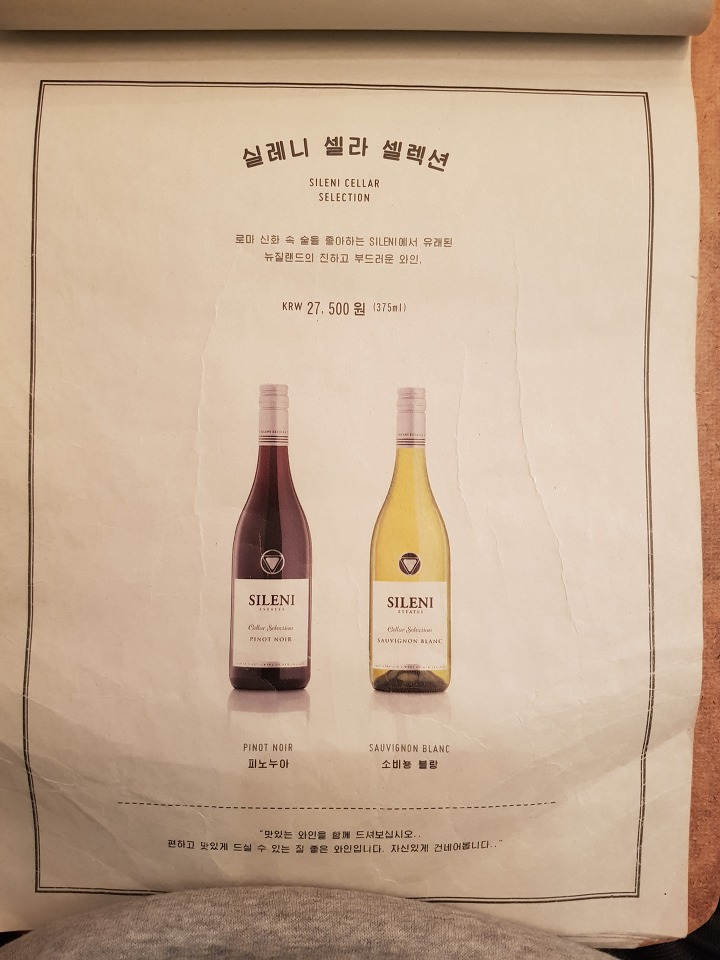 실레니 셀라 셀렉션
SILENI CELLAR
SELECTION
로마 신화 속 술을 좋아하는 SILENI에서 유래된
뉴질랜드의 진하고 부드러운 와인.
KRW 27,500원 (375ml)
SILENI
ESTATES
Cellar Selection
PINOT NOIR
SILENI
ESTATES
Cellar Selection
SAUVIGNON BLANC
PINOT NOIR
피노누아
SAUVIGNON BLANC
소비뇽 블랑
"맛있는 와인을 함께 드셔보십시오..
편하고 맛있게 드실 수 있는 질 좋은 와인입니다. 자신있게 건네어봅니다.."